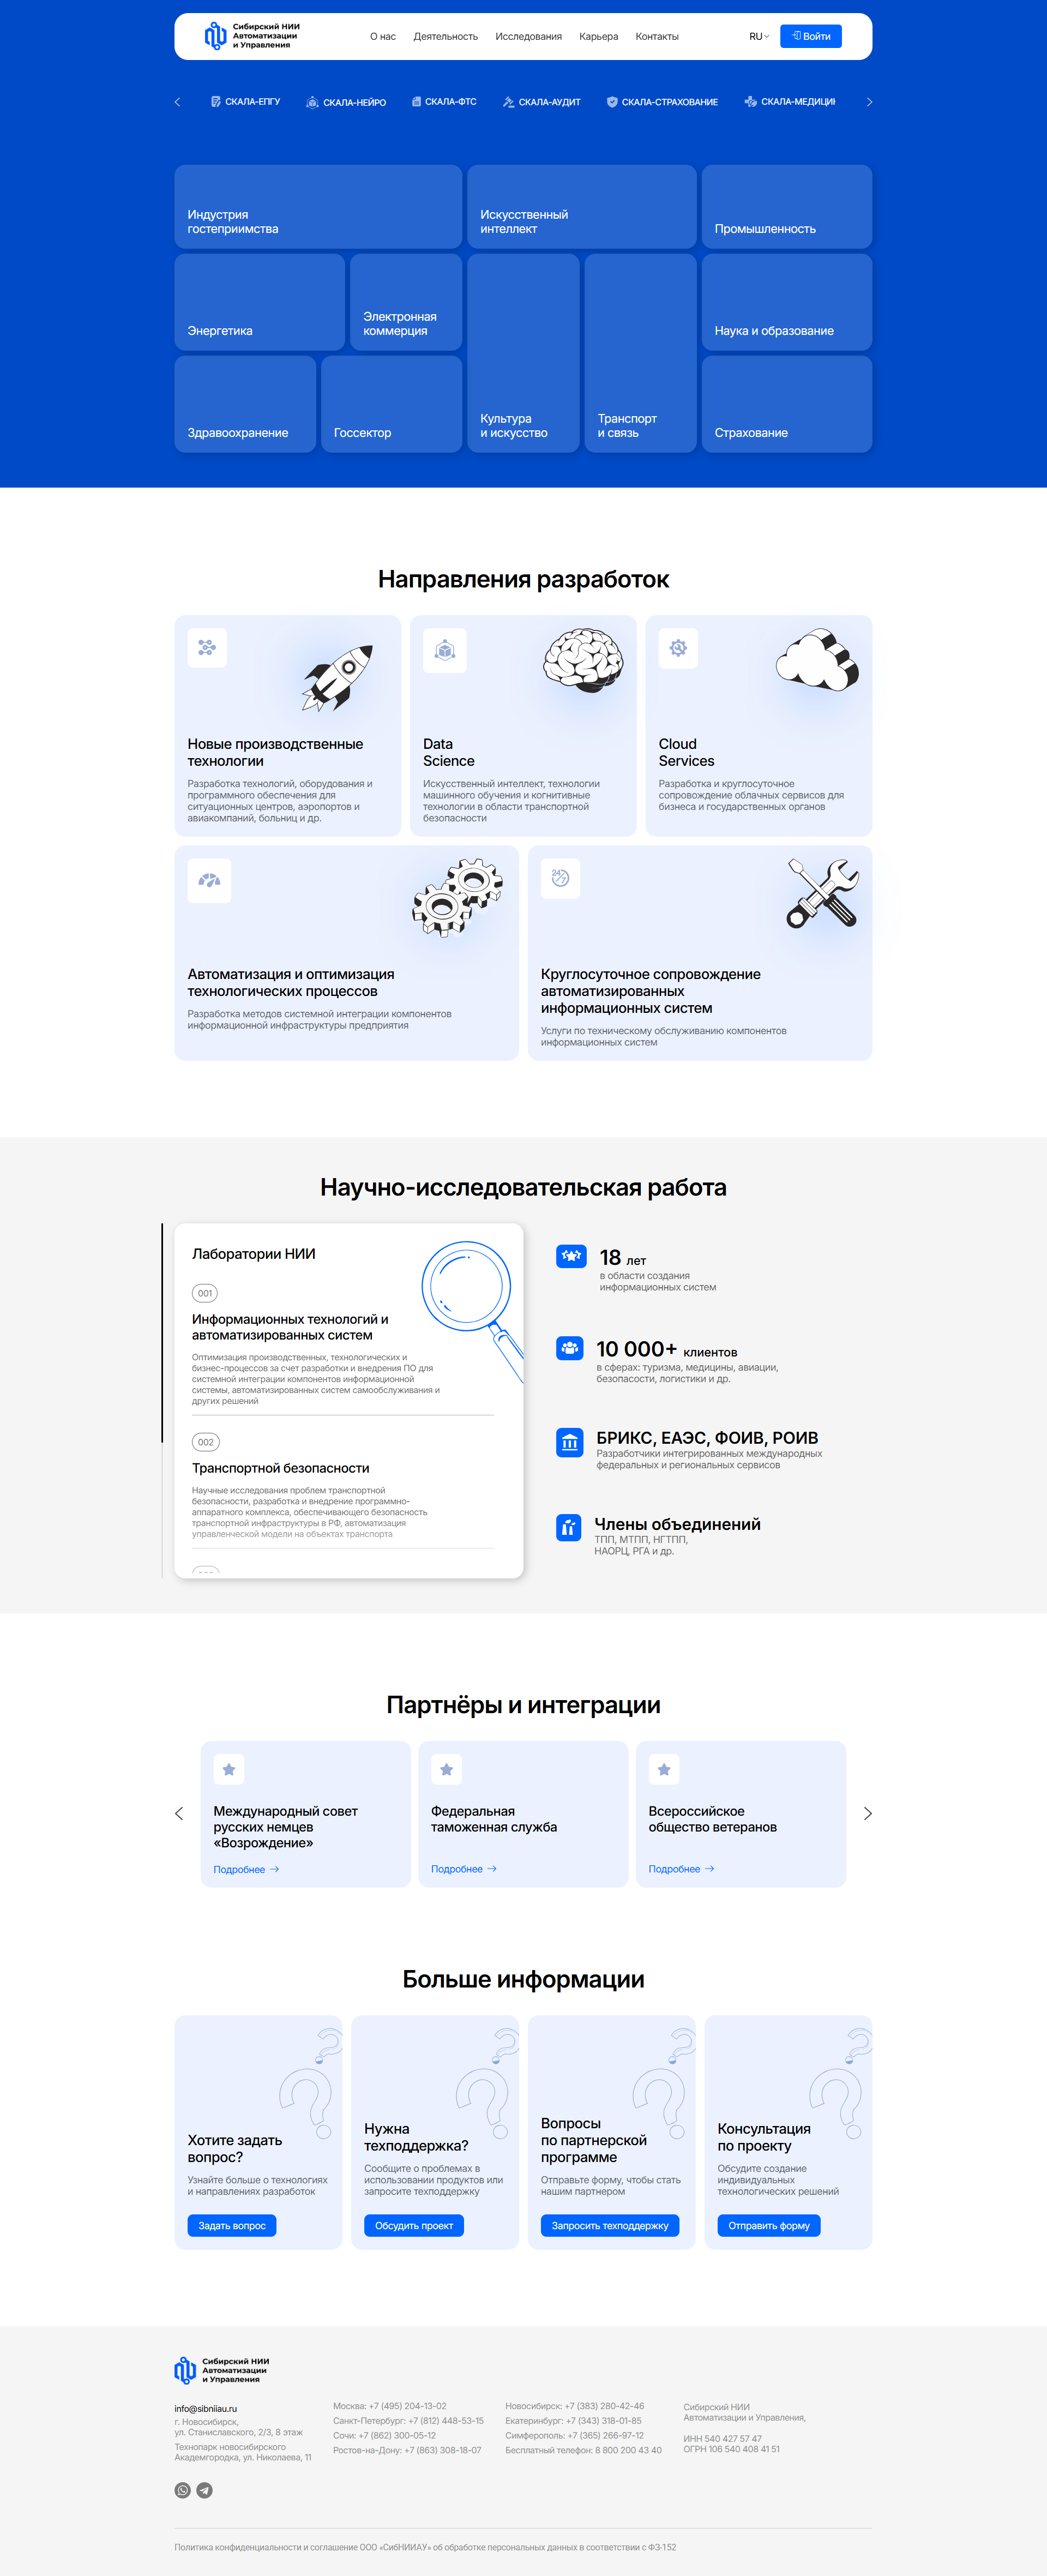 Сибирский НИИ
Автоматизации
и Управления
О нас
Деятельность
Исследования
Карьера
Контакты
RU
Войти
СКАЛА-ЕПГУ
СКАЛА-НЕЙРО
СКАЛА-ФТС
СКАЛА-АУДИТ
СКАЛА-СТРАХОВАНИЕ
СКАЛА-МЕДИЦИН
Индустрия
гостеприимства
Искусственный
интеллект
Промышленность
Энергетика
Электронная
коммерция
Наука и образование
Здравоохранение
Госсектор
Культура
и искусство
Транспорт
и связь
Страхование
Направления разработок
Новые производственные
технологии
Разработка технологий, оборудования и
программного обеспечения для
ситуационных центров, аэропортов и
авиакомпаний, больниц и др.
Data
Science
Искусственный интеллект, технологии
машинного обучения и когнитивные
технологии в области транспортной
безопасности
Cloud
Services
Разработка и круглосуточное
сопровождение облачных сервисов для
бизнеса и государственных органов
Автоматизация и оптимизация
технологических процессов
Разработка методов системной интеграции компонентов
информационной инфраструктуры предприятия
24
Круглосуточное сопровождение
автоматизированных
информационных систем
Услуги по техническому обслуживанию компонентов
информационных систем
Научно-исследовательская работа
Лаборатории НИИ
001
Информационных технологий и
автоматизированных систем
Оптимизация производственных, технологических и
бизнес-процессов за счет разработки и внедрения ПО для
системной интеграции компонентов информационной
системы, автоматизированных систем самообслуживания и
других решений
002
Транспортной безопасности
Научные исследования проблем транспортной
безопасности, разработка и внедрение программно-
аппаратного комплекса, обеспечивающего безопасность
транспортной инфраструктуры в РФ, автоматизация
управленческой модели на объектах транспорта
18 лет
в области создания
информационных систем
10 000+ клиентов
в сферах: туризма, медицины, авиации,
безопасости, логистики и др.
БРИКС, ЕАЭС, ФОИВ, РОИВ
Разработчики интегрированных международных
федеральных и региональных сервисов
Члены объединений
ТПП, МТПП, НГТПП,
НАОРЦ, РГА и др.
Партнёры и интеграции
Международный совет
русских немцев
«Возрождение»
Подробнее
Федеральная
таможенная служба
Подробнее
Всероссийское
общество ветеранов
Подробнее
Больше информации
Хотите задать
вопрос?
Узнайте больше о технологиях
и направлениях разработок
Задать вопрос
Нужна
техподдержка?
Сообщите о проблемах в
использовании продуктов или
запросите техподдержку
Обсудить проект
Вопросы
по партнерской
программе
Отправьте форму, чтобы стать
нашим партнером
Запросить техподдержку
Консультация
по проекту
Обсудите создание
индивидуальных
технологических решений
Отправить форму
Сибирский НИИ
Автоматизации
и Управления
info@sibniiau.ru
г. Новосибирск,
ул. Станиславского, 2/3, 8 этаж
Технопарк новосибирского
Академгородка, ул. Николаева, 11
Москва: +7 (495) 204-13-02
Санкт-Петербург: +7 (812) 448-53-15
Сочи: +7 (862) 300-05-12
Ростов-на-Дону: +7 (863) 308-18-07
Новосибирск: +7 (383) 280-42-46
Екатеринбург: +7 (343) 318-01-85
Симферополь: +7 (365) 266-97-12
Бесплатный телефон: 8 800 200 43 40
Сибирский НИИ
Автоматизации и Управления,
ИНН 540 427 57 47
ОГРН 106 540 408 41 51
Политика конфиденциальности и соглашение ООО «СибНИИАУ» об обработке персональных данных в соответствии с ФЗ-152